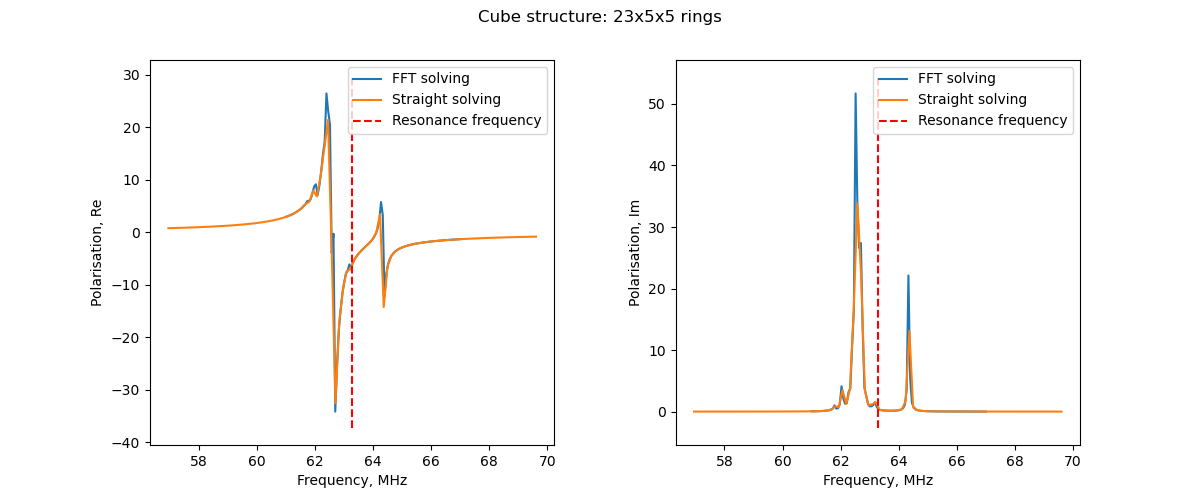 Cube structure: 23x5x5 rings
FFT solving
Straight solving
Resonance frequency
30
20
10
0
−10
−20
−30
−40
Polarisation, Re
58
60
62
64
66
68
70
Frequency, MHz
FFT solving
Straight solving
Resonance frequency
50
40
30
20
10
0
Polarisation, Im
58
60
62
64
66
68
70
Frequency, MHz